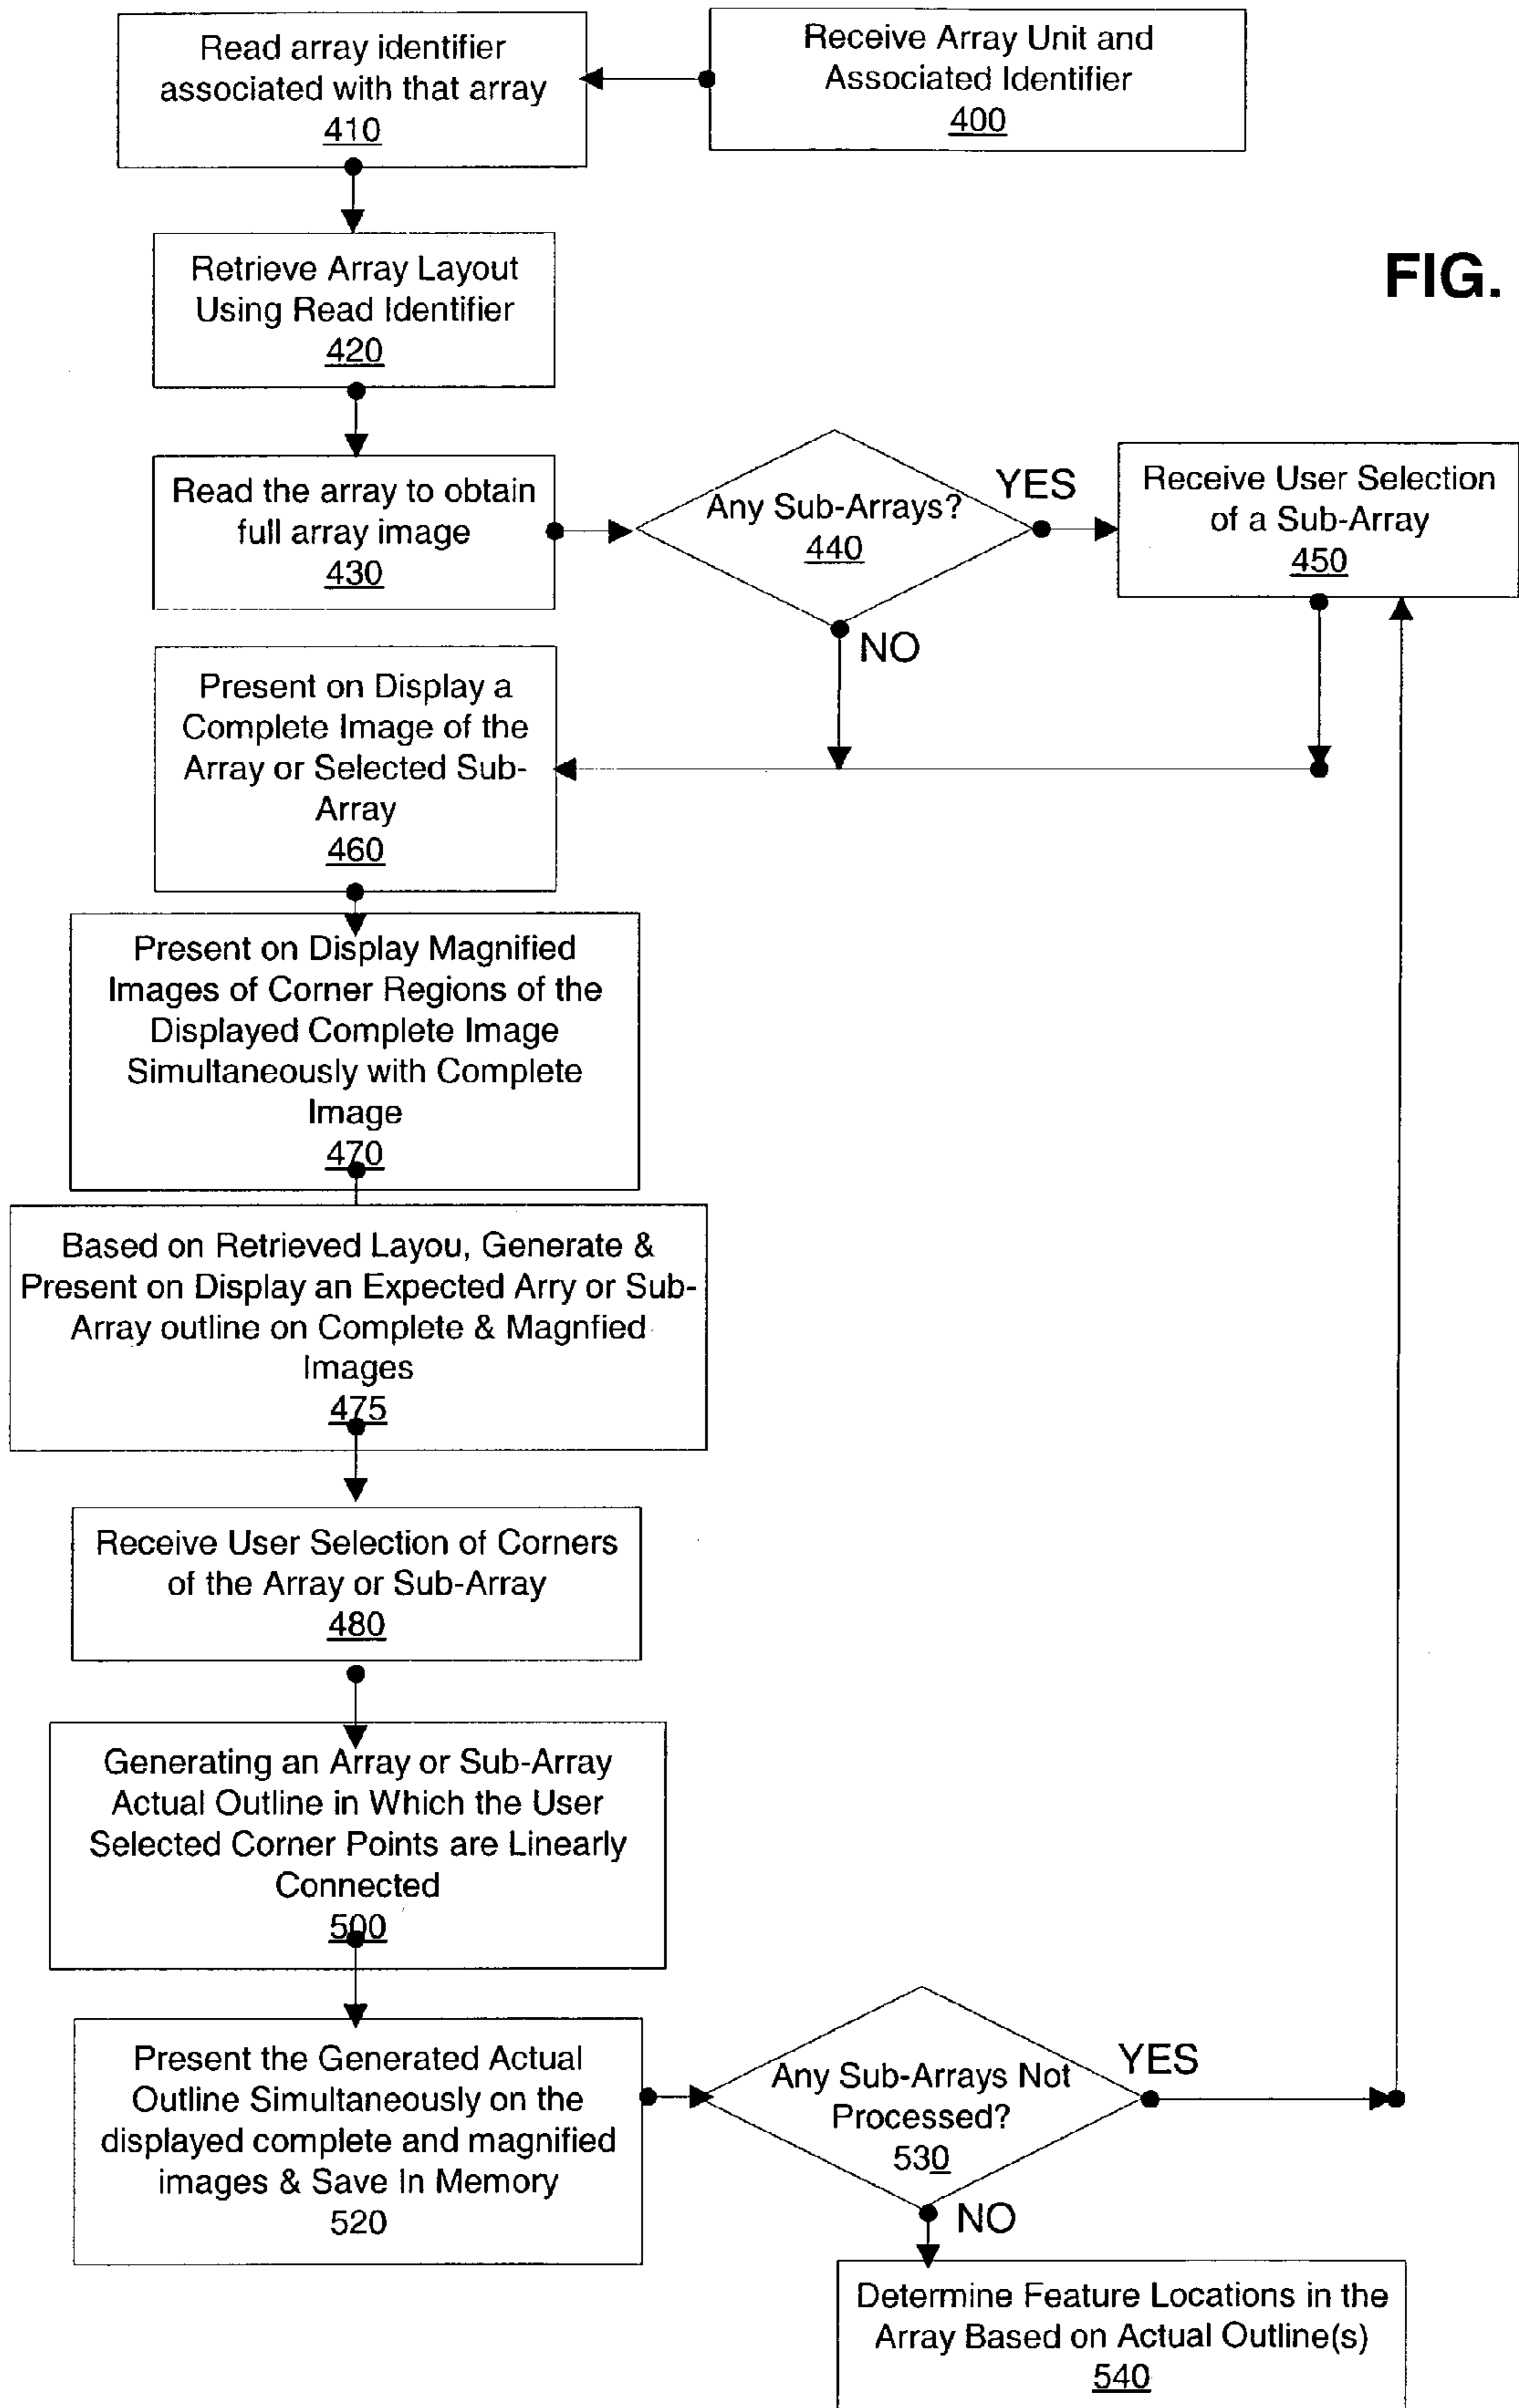 Receive Array Unit and
Associated Identifier
400
Read array identifier
associated with that array
410
Retrieve Array Layout
Using Read Identifier
420
FIG.
Read the array to obtain
full array image
430
Any Sub-Arrays?
440
YES
NO
Receive User Selection
of a Sub-Array
450
Present on Display a
Complete Image of the
Array or Selected Sub-
Array
460
Present on Display Magnified
Images of Corner Regions of the
Displayed Complete Image
Simultaneously with Complete
Image
470
Based on Retrieved Layou, Generate &
Present on Display an Expected Arry or Sub-
Array outline on Complete & Magnfied
Images
475
Receive User Selection of Corners
of the Array or Sub-Array
480
Generating an Array or Sub-Array
Actual Outline in Which the User
Selected Corner Points are Linearly
Connected
500
Present the Generated Actual
Outline Simultaneously on the
displayed complete and magnified
images & Save In Memory
520
Any Sub-Arrays Not
Processed?
530
YES
NO
Determine Feature Locations in the
Array Based on Actual Outline(s)
540